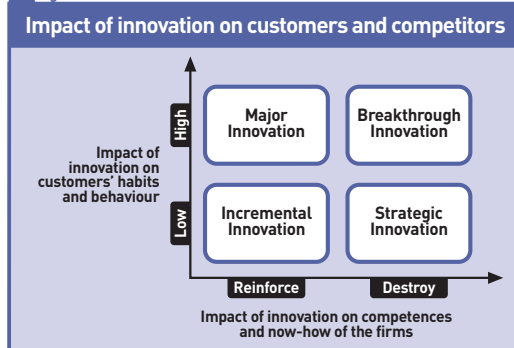 Impact of innovation on customers and competitors
High
Major
Innovation
Breakthrough
Innovation
Impact of
innovation on
customers' habits
and behaviour
Low
Incremental
Innovation
Strategic
Innovation
Reinforce
Destroy
Impact of innovation on competences
and now-how of the firms